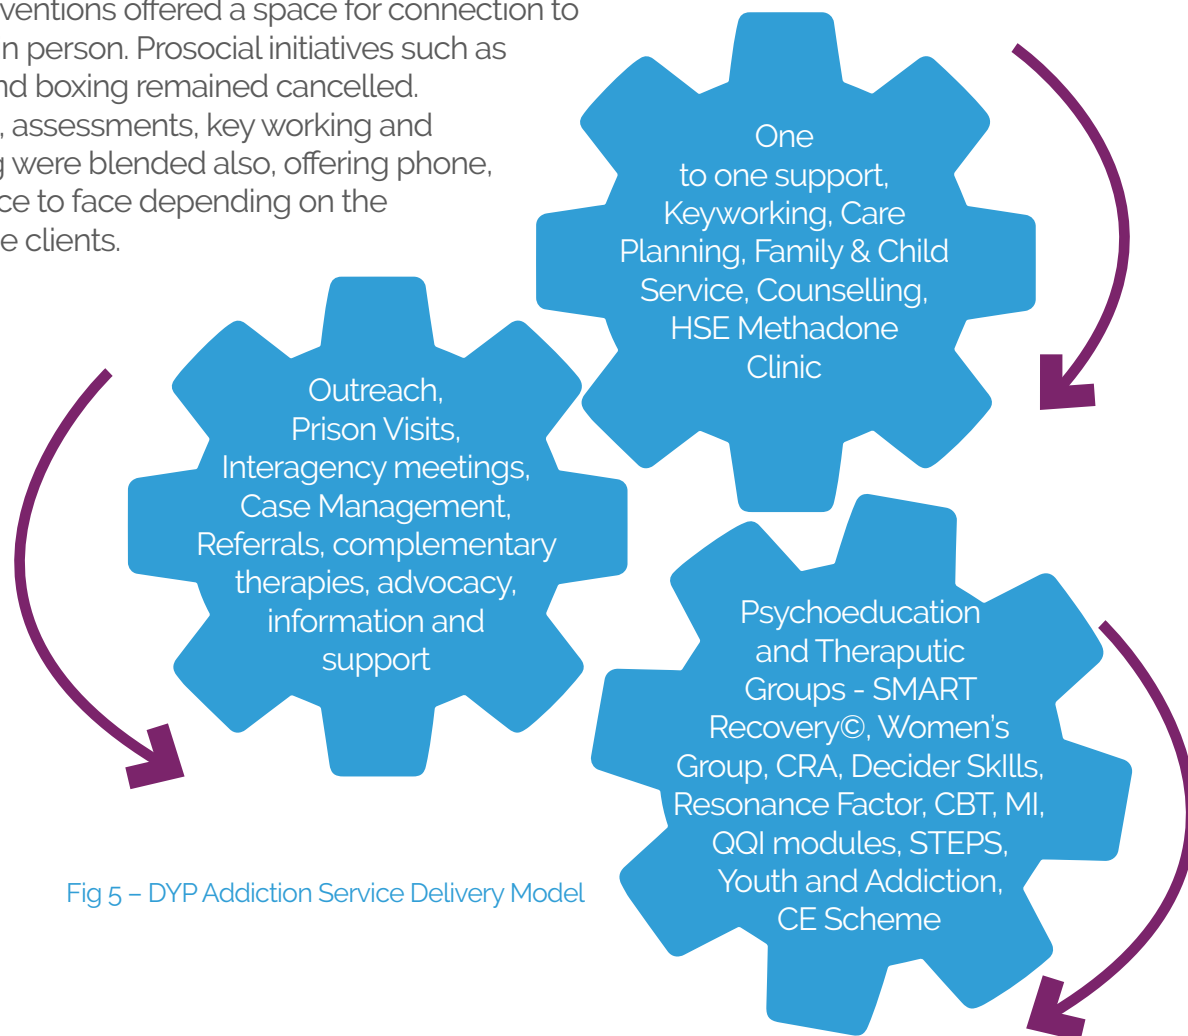 ventions offered a space for connection to
n person. Prosocial initiatives such as
nd boxing remained cancelled.
, assessments, key working and
g were blended also, offering phone,
ce to face depending on the
e clients.
One
to one support,
Keyworking, Care
Planning, Family & Child
Service, Counselling,
HSE Methadone
Clinic
Outreach,
Prison Visits,
Interagency meetings,
Case Management,
Referrals, complementary
therapies, advocacy,
information and
support
Psychoeducation
and Theraputic
Groups - SMART
Recovery©, Women's
Group, CRA, Decider SkIlls,
Resonance Factor, CBT, MI,
QQI modules, STEPS,
Youth and Addiction,
CE Scheme
Fig 5 – DYP Addiction Service Delivery Model